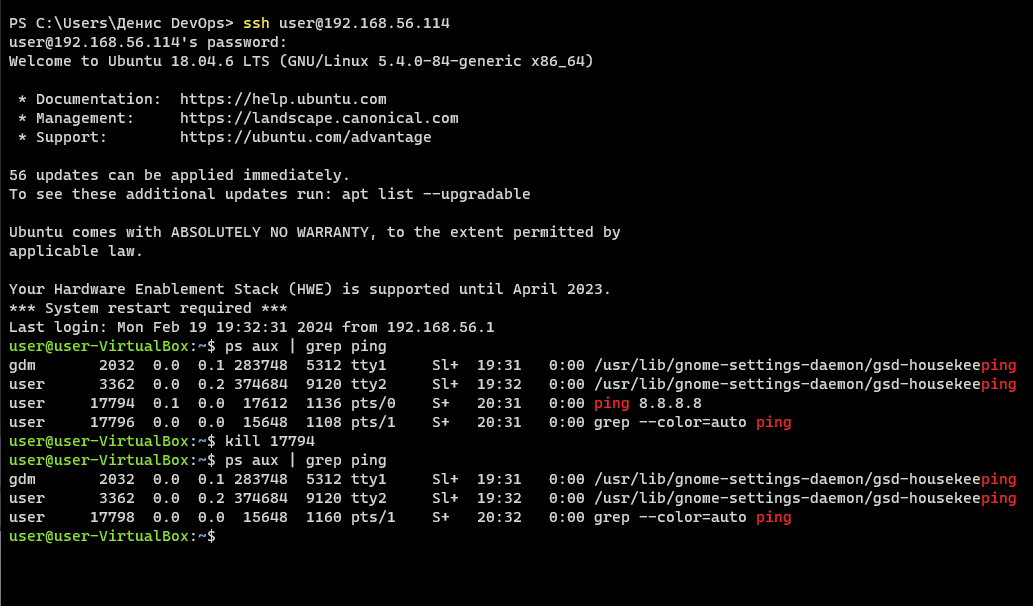 PS C:\Users\Денис DevOps> ssh user@192.168.56.114
user@192.168.56.114's password:
Welcome to Ubuntu 18.04.6 LTS (GNU/Linux 5.4.0-84-generic x86_64)

 * Documentation:  https://help.ubuntu.com
 * Management:     https://landscape.canonical.com
 * Support:        https://ubuntu.com/advantage

56 updates can be applied immediately.
To see these additional updates run: apt list --upgradable

Ubuntu comes with ABSOLUTELY NO WARRANTY, to the extent permitted by
applicable law.

Your Hardware Enablement Stack (HWE) is supported until April 2023.
*** System restart required ***
Last login: Mon Feb 19 19:32:31 2024 from 192.168.56.1
user@user-VirtualBox:~$ ps aux | grep ping
gdm       2032  0.0  0.1 283748  5312 tty1     Sl+  19:31   0:00 /usr/lib/gnome-settings-daemon/gsd-housekeeping
user      3362  0.0  0.2 374684  9120 tty2     Sl+  19:32   0:00 /usr/lib/gnome-settings-daemon/gsd-housekeeping
user     17794  0.1  0.0  17612  1136 pts/0    S+   20:31   0:00 ping 8.8.8.8
user     17796  0.0  0.0  15648  1108 pts/1    S+   20:31   0:00 grep --color=auto ping
user@user-VirtualBox:~$ kill 17794
user@user-VirtualBox:~$ ps aux | grep ping
gdm       2032  0.0  0.1 283748  5312 tty1     Sl+  19:31   0:00 /usr/lib/gnome-settings-daemon/gsd-housekeeping
user      3362  0.0  0.2 374684  9120 tty2     Sl+  19:32   0:00 /usr/lib/gnome-settings-daemon/gsd-housekeeping
user     17798  0.0  0.0  15648  1160 pts/1    S+   20:32   0:00 grep --color=auto ping
user@user-VirtualBox:~$